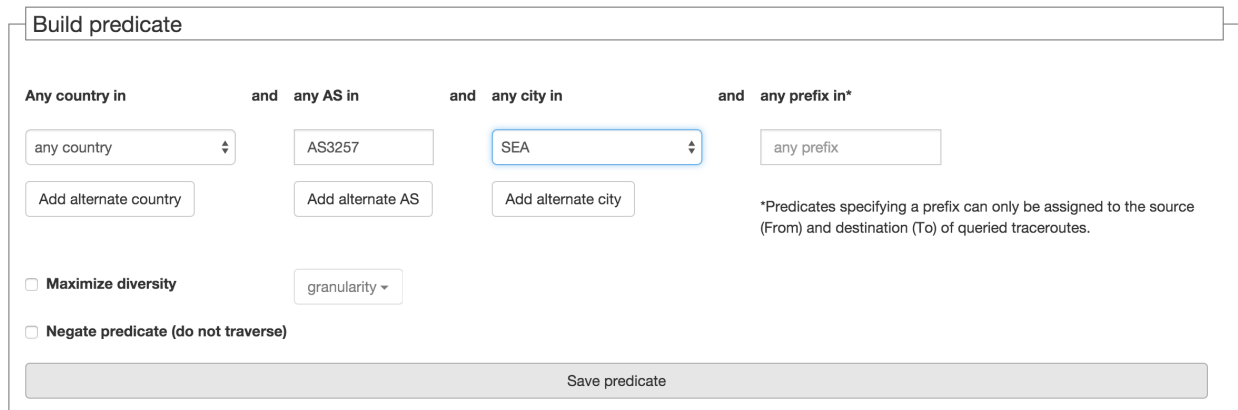 Build predicate
Any country in and any AS in and any city in and any prefix in*
any country AS3257 SEA any prefix
Add alternate country Add alternate AS Add alternate city
*Predicates specifying a prefix can only be assigned to the source
(From) and destination (To) of queried traceroutes.
Maximize diversity granularity
Negate predicate (do not traverse)
Save predicate